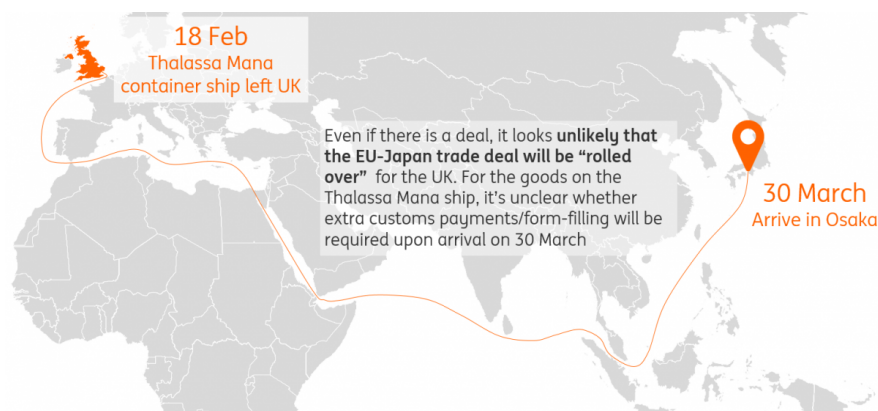 18 Feb
Thalassa Mana
container ship left UK
Even if there is a deal, it looks unlikely that
the EU-Japan trade deal will be “rolled
over” for the UK. For the goods on the
Thalassa Mana ship, it’s unclear whether
extra customs payments/form-filling will be
required upon arrival on 30 March
30 March
Arrive in Osaka